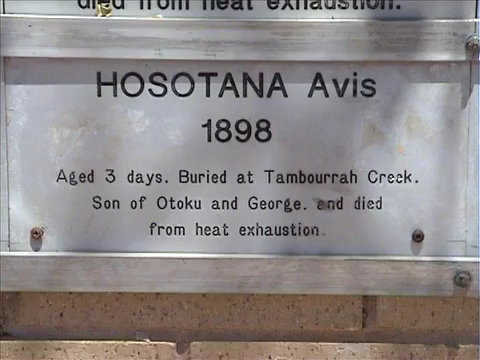 died from heat exhaustion.
HOSOTANA Avis
1898
Aged 3 days. Buried at Tambourrah Creek.
Son of Otoku and George. and died
from heat exhaustion.